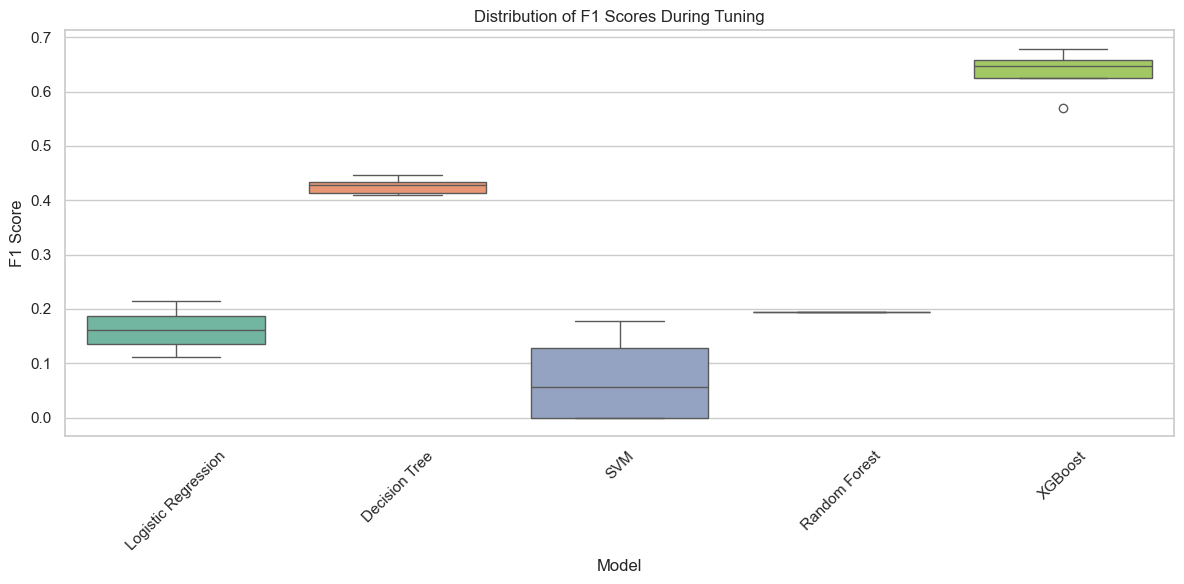 Distribution of F1 Scores During Tuning
0.7
0.6
0.5
0.4
0.3
0.2
0.1
0.0
F1 Score
Logistic Regression
Decision Tree
SVM
Random Forest
XGBoost
Model